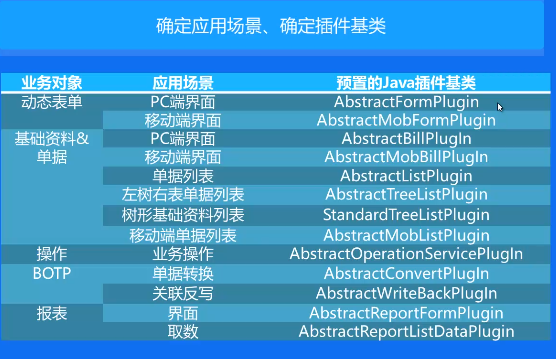 确定应用场景、确定插件基类
业务对象 应用场景 预置的Java插件基类
动态表单 PC端界面 AbstractFormPlugin
移动端界面 AbstractMobFormPlugin
基础资料& PC端界面 AbstractBillPlugIn
单据 移动端界面 AbstractMobBillPlugIn
单据列表 AbstractListPlugin
左树右表单据列表 AbstractTreeListPlugin
树形基础资料列表 StandardTreeListPlugin
移动端单据列表 AbstractMobListPlugin
操作 业务操作 AbstractOperationServicePlugIn
BOTP 单据转换 AbstractConvertPlugIn
关联反写 AbstractWriteBackPlugIn
报表 界面 AbstractReportFormPlugin
取数 AbstractReportListDataPlugin